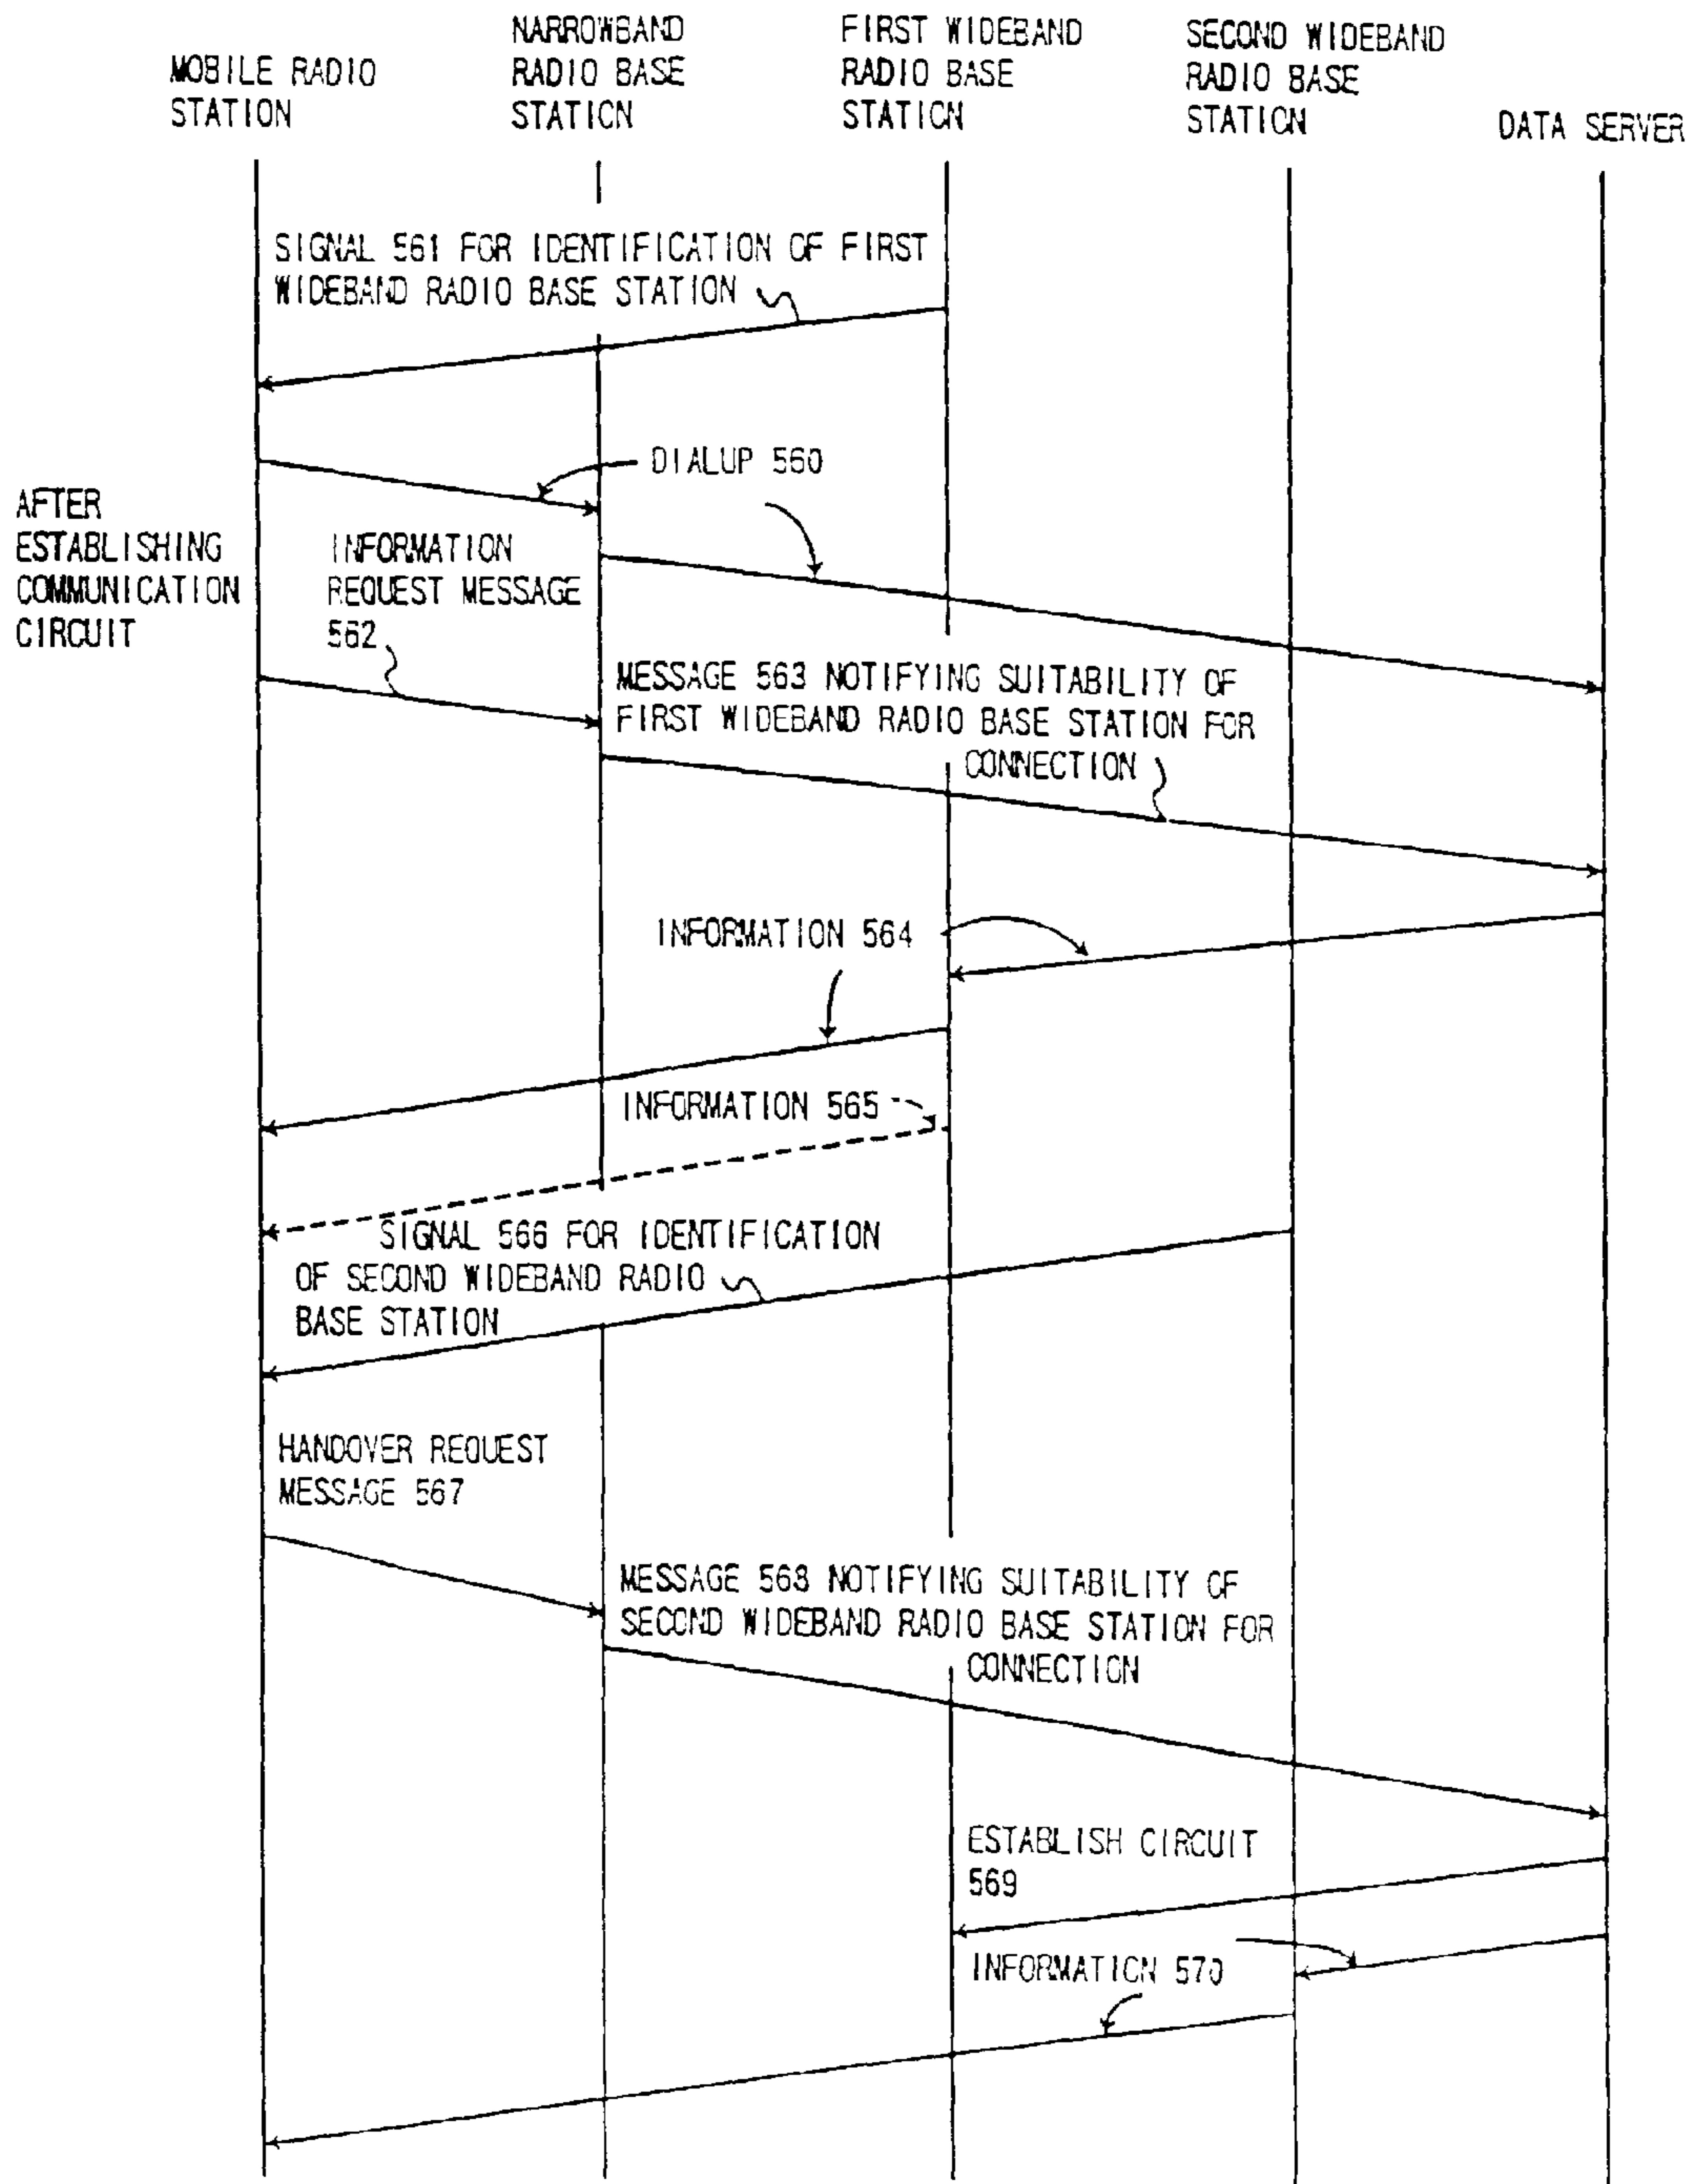 MOBILE RADIO
STATION
NARROWBAND
RADIO BASE
STATION
FIRST WIDEBAND
RADIO BASE
STATION
SECOND WIDEBAND
RADIO BASE
STATION
DATA SERVER
SIGNAL 561 FOR IDENTIFICATION OF FIRST
WIDEBAND RADIO BASE STATION
DIALUP 560
AFTER
ESTABLISHING
COMMUNICATION
CIRCUIT
INFORMATION
REQUEST MESSAGE
562
MESSAGE 563 NOTIFYING SUITABILITY OF
FIRST WIDEBAND RADIO BASE STATION FOR
CONNECTION
INFORMATION 564
INFORMATION 565
SIGNAL 566 FOR IDENTIFICATION
OF SECOND WIDEBAND RADIO
BASE STATION
HANDOVER REQUEST
MESSAGE 567
MESSAGE 568 NOTIFYING SUITABILITY OF
SECOND WIDEBAND RADIO BASE STATION FOR
CONNECTION
ESTABLISH CIRCUIT
569
INFORMATION 570